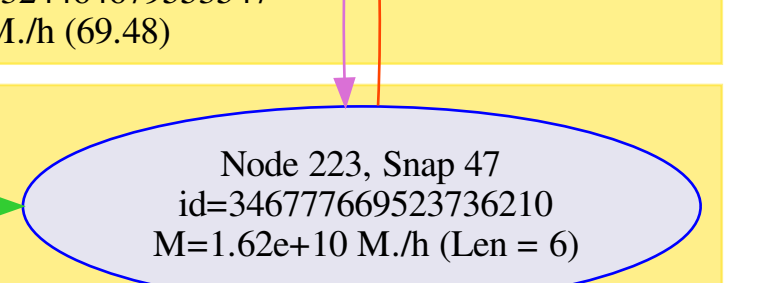 M./h (69.48)
Node 223, Snap 47
id=346777669523736210
M=1.62e+10 M./h (Len = 6)